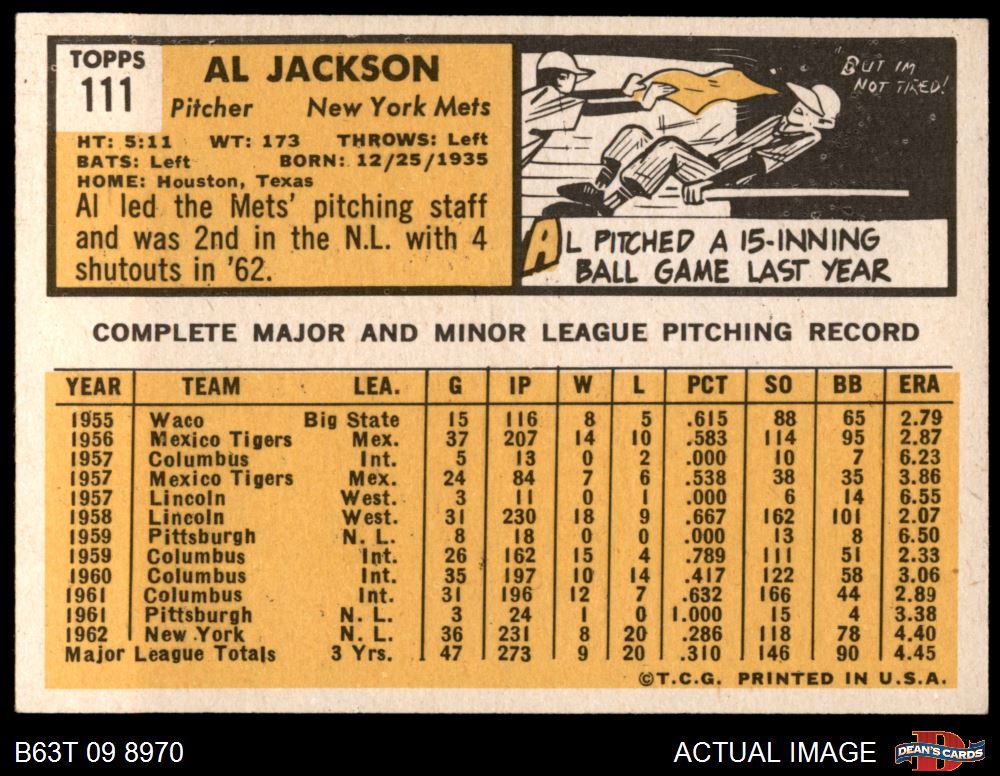 TOPPS
111
AL JACKSON
Pitcher New York Mets
HT: 5:11 WT: 173 THROWS: Left
BATS: Left BORN: 12/25/1935
HOME: Houston, Texas
Al led the Mets' pitching staff
and was 2nd in the N.L. with 4
shutouts in '62.
"BUT IM
NOT TIRED!
AL PITCHED A 15-INNING
BALL GAME LAST YEAR
COMPLETE MAJOR AND MINOR LEAGUE PITCHING RECORD
YEAR TEAM LEA. G IP W L PCT SO BB ERA
1955 Waco Big State 15 116 8 5 .615 88 65 2.79
1956 Mexico Tigers Mex. 37 207 14 10 .583 114 95 2.87
1957 Columbus Int. 5 13 0 2 .000 10 7 6.23
1957 Mexico Tigers Mex. 24 84 7 6 .538 38 35 3.86
1957 Lincoln West. 3 11 0 1 .000 6 14 6.55
1958 Lincoln West. 31 230 18 9 .667 162 101 2.07
1959 Pittsburgh N. L. 8 18 0 0 .000 13 8 6.50
1959 Columbus Int. 26 162 15 4 .789 111 51 2.33
1960 Columbus Int. 35 197 10 14 .417 122 58 3.06
1961 Columbus Int. 31 196 12 7 .632 166 44 2.89
1961 Pittsburgh N. L. 3 24 1 0 1.000 15 4 3.38
1962 New York N. L. 36 231 8 20 .286 118 78 4.40
Major League Totals 3 Yrs. 47 273 9 20 .310 146 90 4.45
©T.C.G. PRINTED IN U.S.A.
B63T 09 8970
ACTUAL IMAGE
D
DEAN'S CARDS